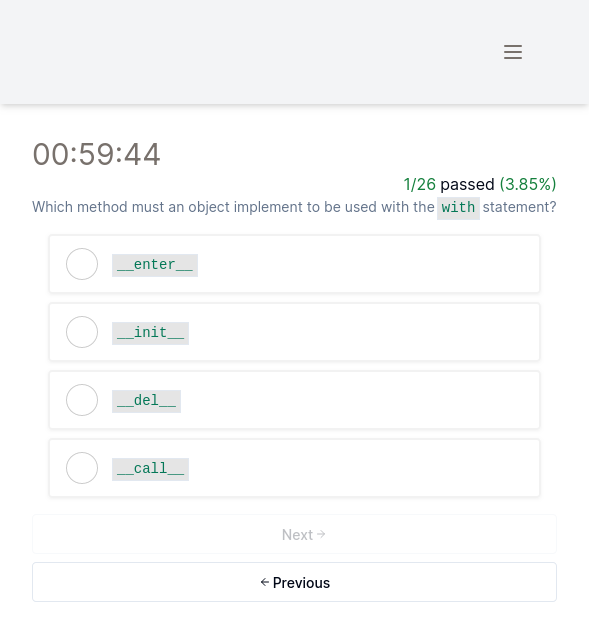 00:59:44
1/26 passed (3.85%)
Which method must an object implement to be used with the with statement?
__enter__
__init__
__del__
__call__
Next →
← Previous